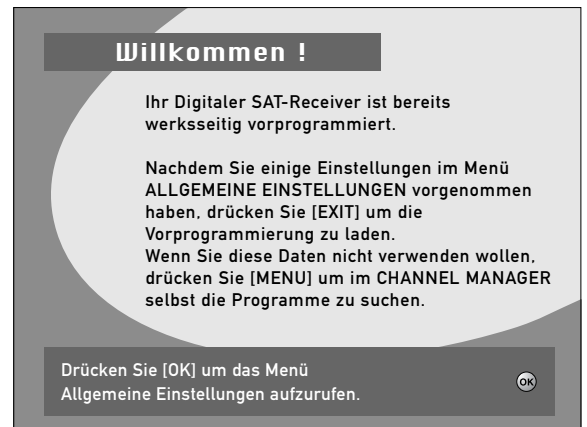 Willkommen !
Ihr Digitaler SAT-Receiver ist bereits
werksseitig vorprogrammiert.
Nachdem Sie einige Einstellungen im Menü
ALLGEMEINE EINSTELLUNGEN vorgenommen
haben, drücken Sie [EXIT] um die
Vorprogrammierung zu laden.
Wenn Sie diese Daten nicht verwenden wollen,
drücken Sie [MENU] um im CHANNEL MANAGER
selbst die Programme zu suchen.
Drücken Sie [OK] um das Menü
Allgemeine Einstellungen aufzurufen.
OK